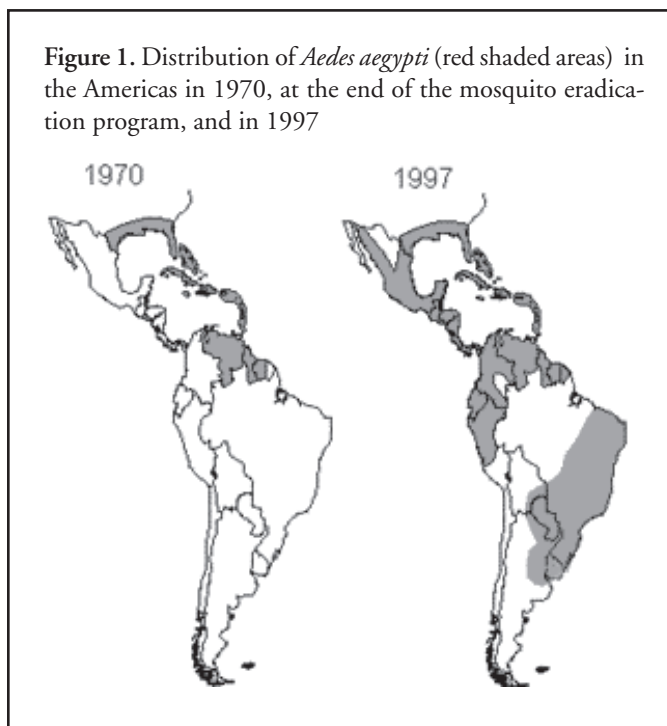 Figure 1. Distribution of Aedes aegypti (red shaded areas) in
the Americas in 1970, at the end of the mosquito eradica-
tion program, and in 1997
1970
1997